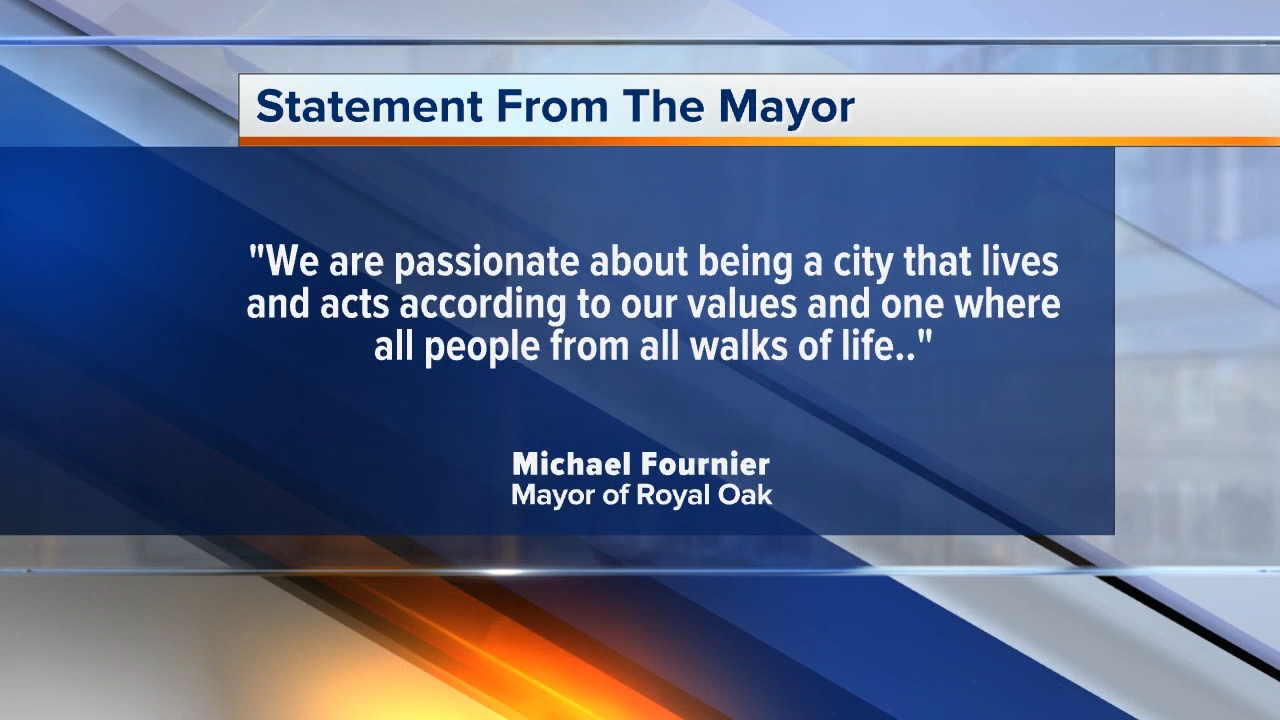 Statement From The Mayor
"We are passionate about being a city that lives
and acts according to our values and one where
all people from all walks of life.."
Michael Fournier
Mayor of Royal Oak